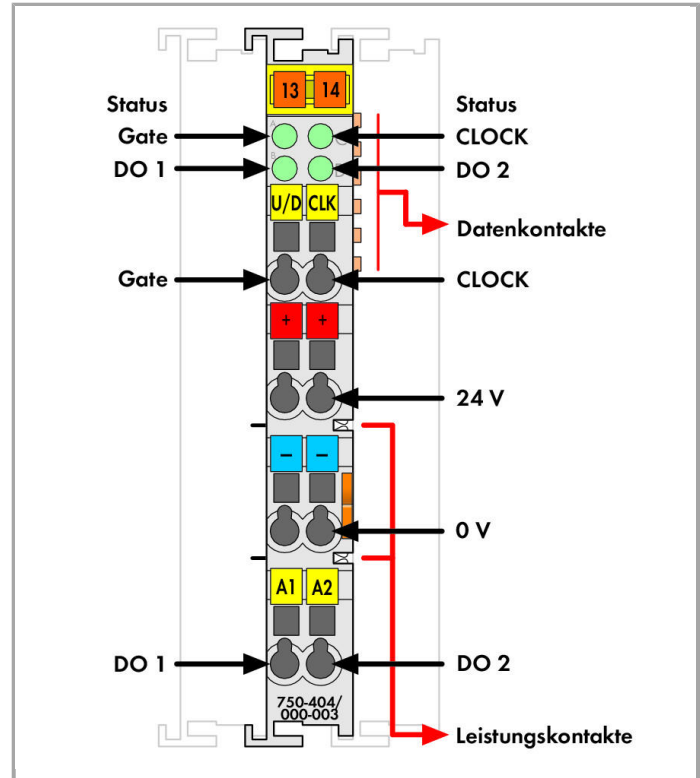 13 14
Status Status
Gate A C CLOCK
DO 1 B D DO 2
U/D CLK
Datenkontakte
Gate CLOCK
+ +
24 V
− −
0 V
A1 A2
DO 1 DO 2
750-404/
000-003
Leistungskontakte